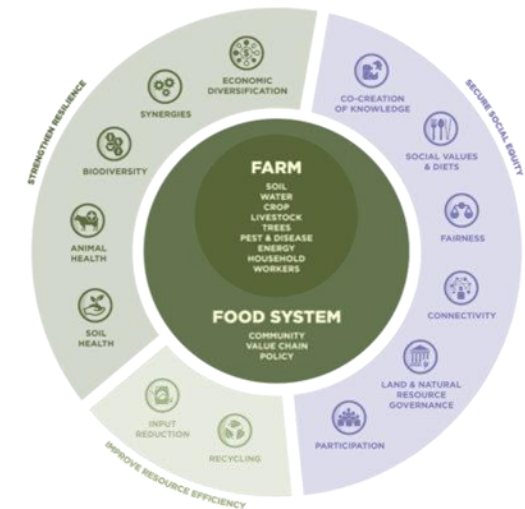 STRENGTHEN RESILIENCE
ECONOMIC
DIVERSIFICATION
SYNERGIES
BIODIVERSITY
ANIMAL
HEALTH
SOIL
HEALTH
SECURE SOCIAL EQUITY
CO-CREATION
OF KNOWLEDGE
SOCIAL VALUES
& DIETS
FAIRNESS
CONNECTIVITY
LAND & NATURAL
RESOURCE
GOVERNANCE
PARTICIPATION
IMPROVE RESOURCE EFFICIENCY
INPUT
REDUCTION
RECYCLING
FARM
SOIL
WATER
CROP
LIVESTOCK
TREES
PEST & DISEASE
ENERGY
HOUSEHOLD
WORKERS
FOOD SYSTEM
COMMUNITY
VALUE CHAIN
POLICY